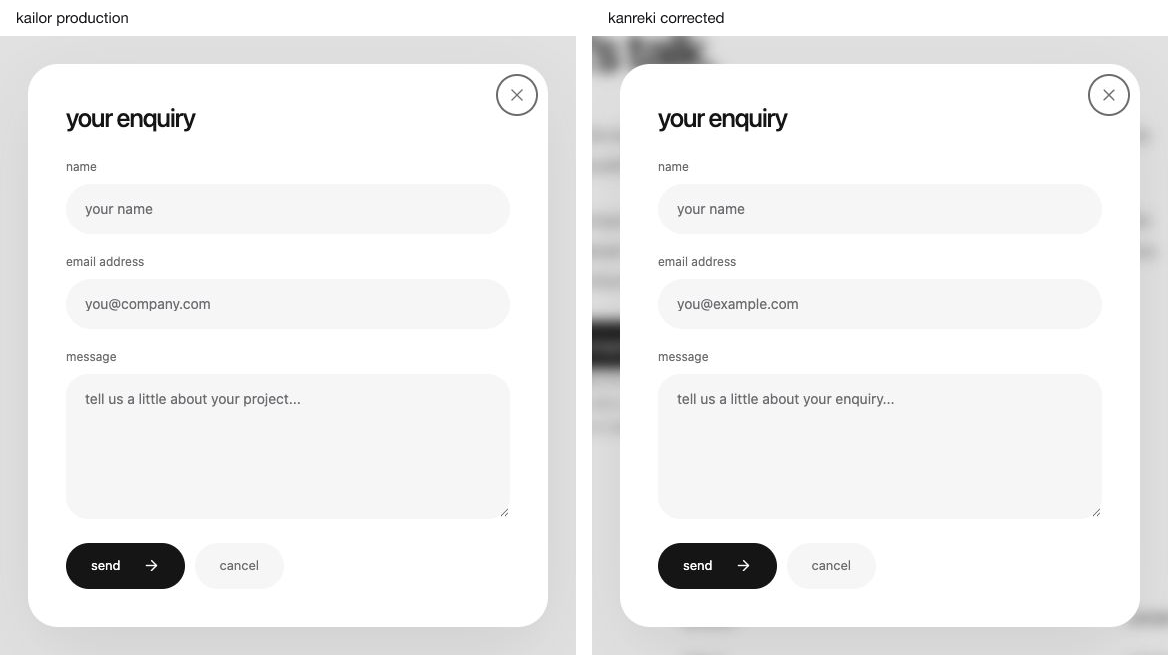 kailor production
your enquiry
name
your name
email address
you@company.com
message
tell us a little about your project...
send →
cancel
kanreki corrected
your enquiry
name
your name
email address
you@example.com
message
tell us a little about your enquiry...
send →
cancel